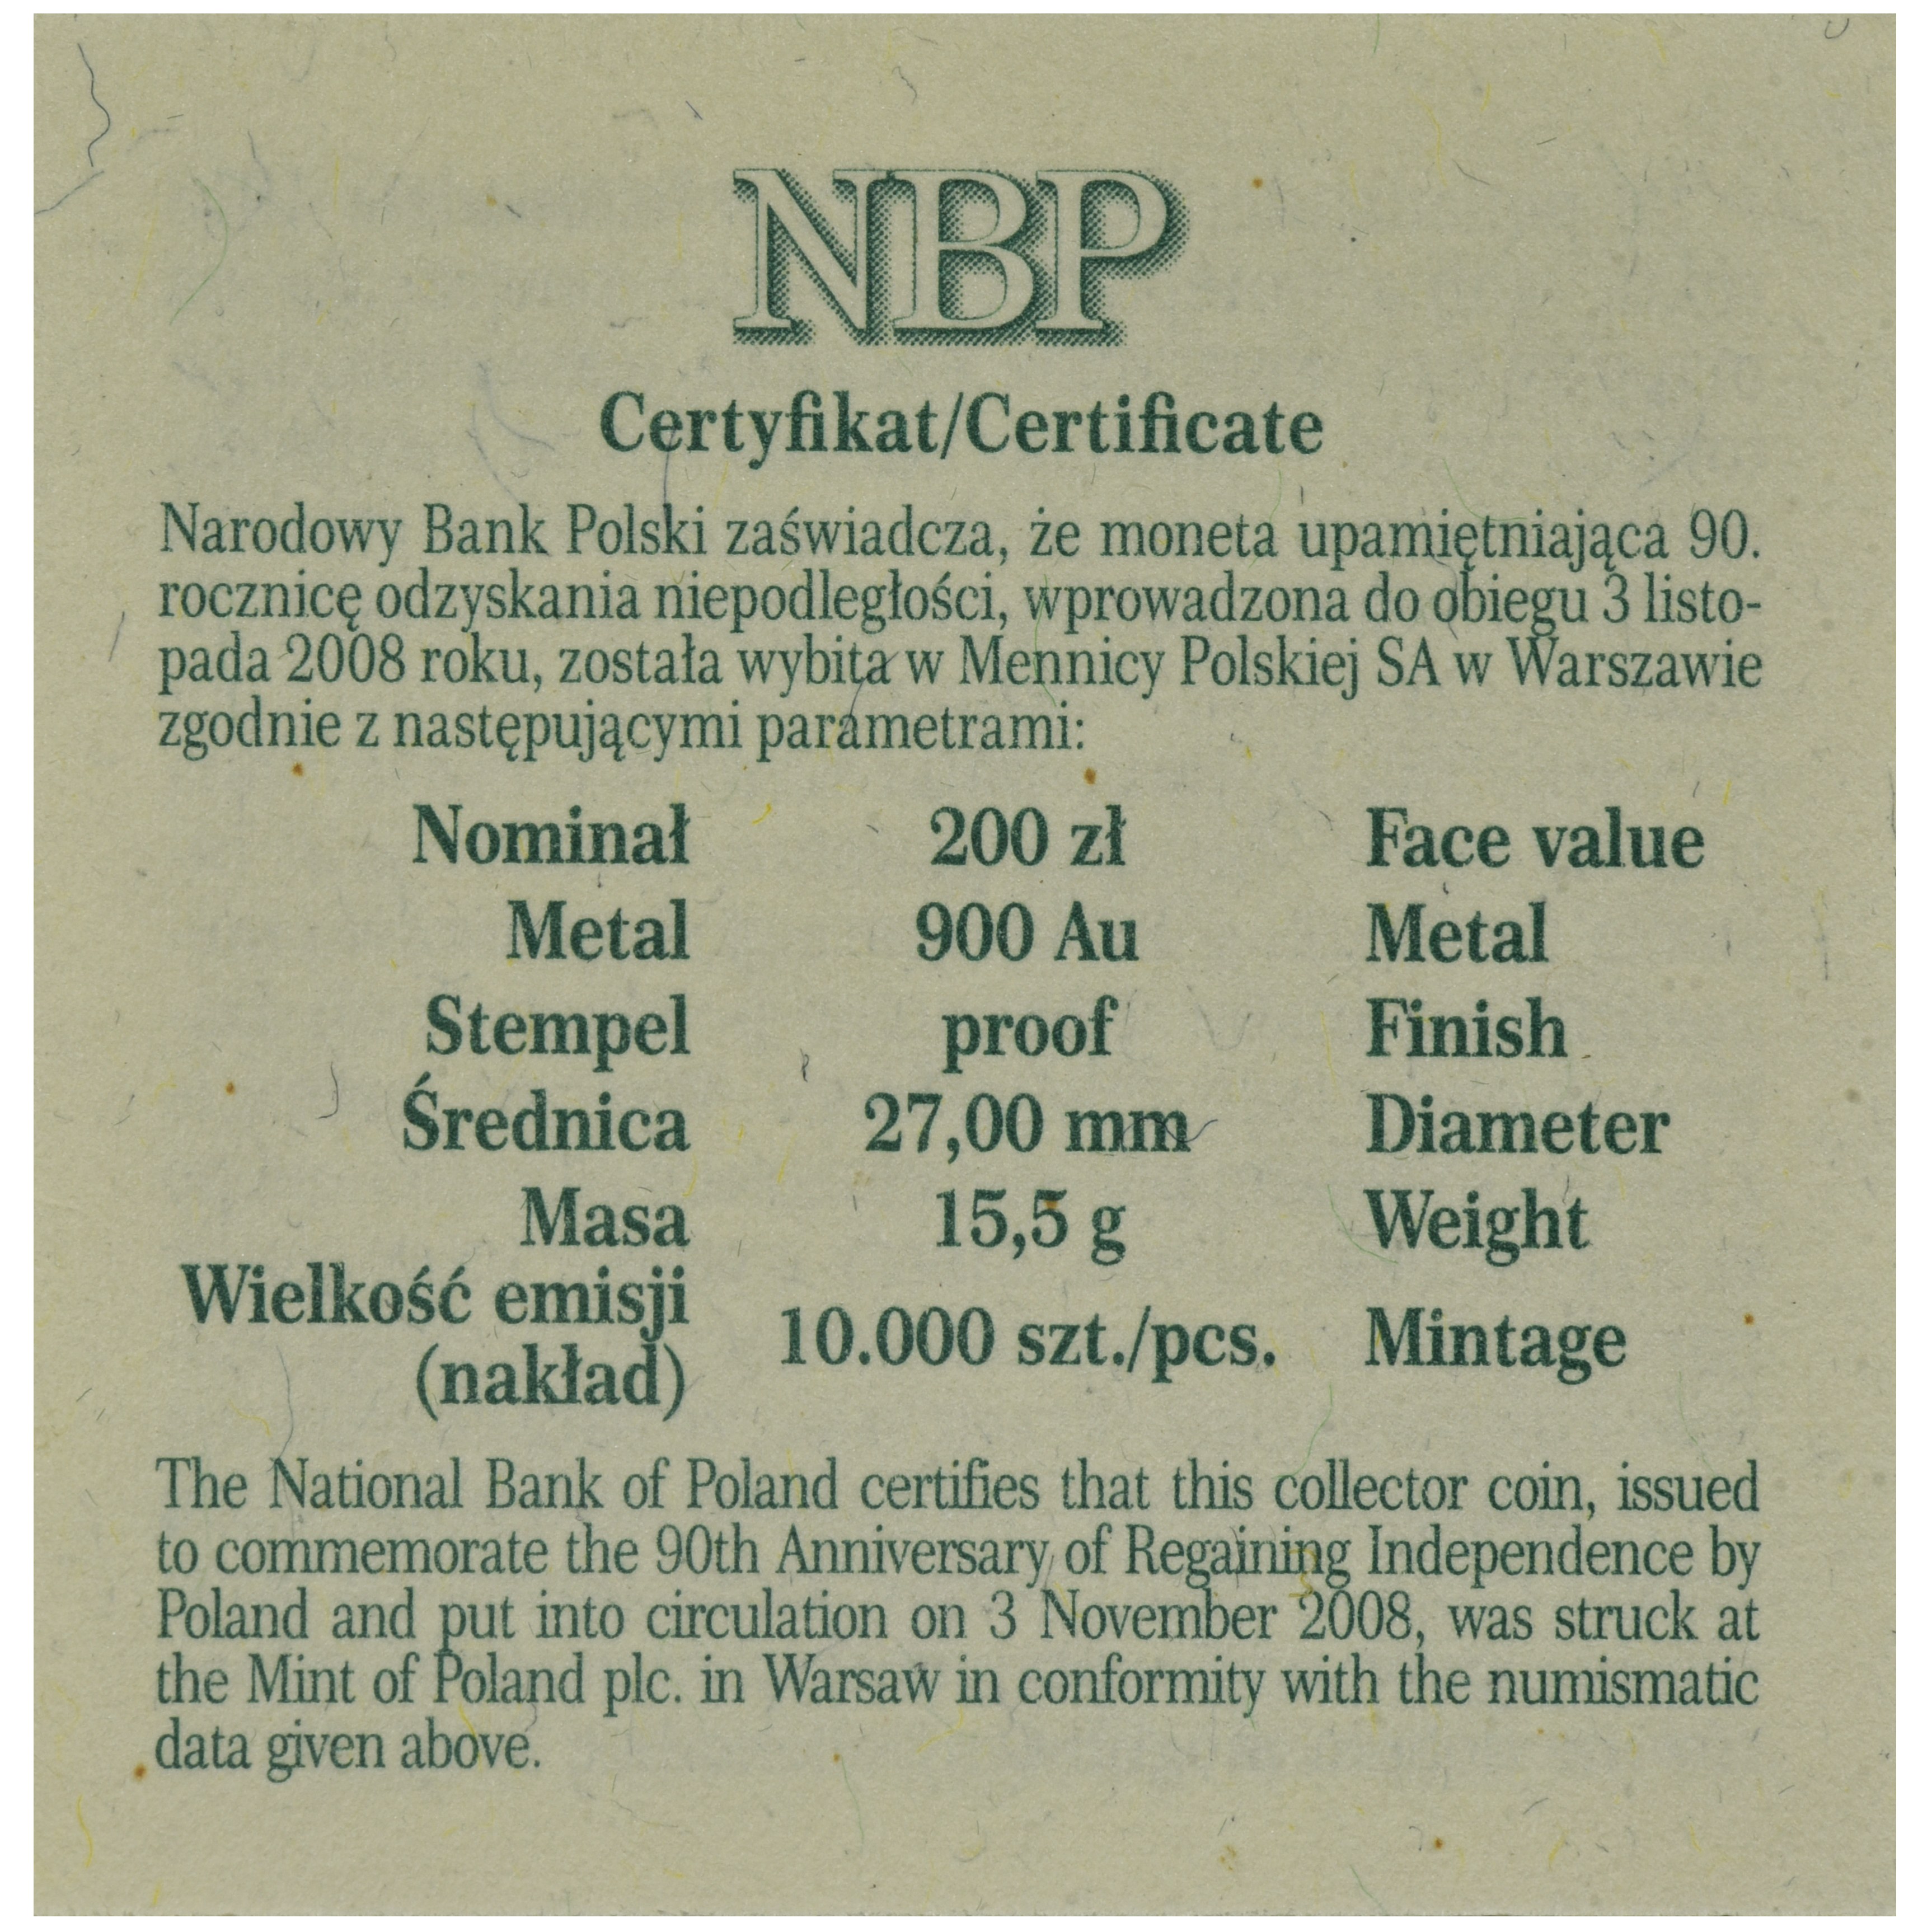 NBP
Certyfikat/Certificate
Narodowy Bank Polski zaświadcza, że moneta upamiętniająca 90.
rocznicę odzyskania niepodległości, wprowadzona do obiegu 3 listo-
pada 2008 roku, została wybita w Mennicy Polskiej SA w Warszawie
zgodnie z następującymi parametrami:
Nominał 200 zł Face value
Metal 900 Au Metal
Stempel proof Finish
Średnica 27,00 mm Diameter
Masa 15,5 g Weight
Wielkość emisji
(nakład) 10.000 szt./pcs. Mintage
The National Bank of Poland certifies that this collector coin, issued
to commemorate the 90th Anniversary of Regaining Independence by
Poland and put into circulation on 3 November 2008, was struck at
the Mint of Poland plc. in Warsaw in conformity with the numismatic
data given above.